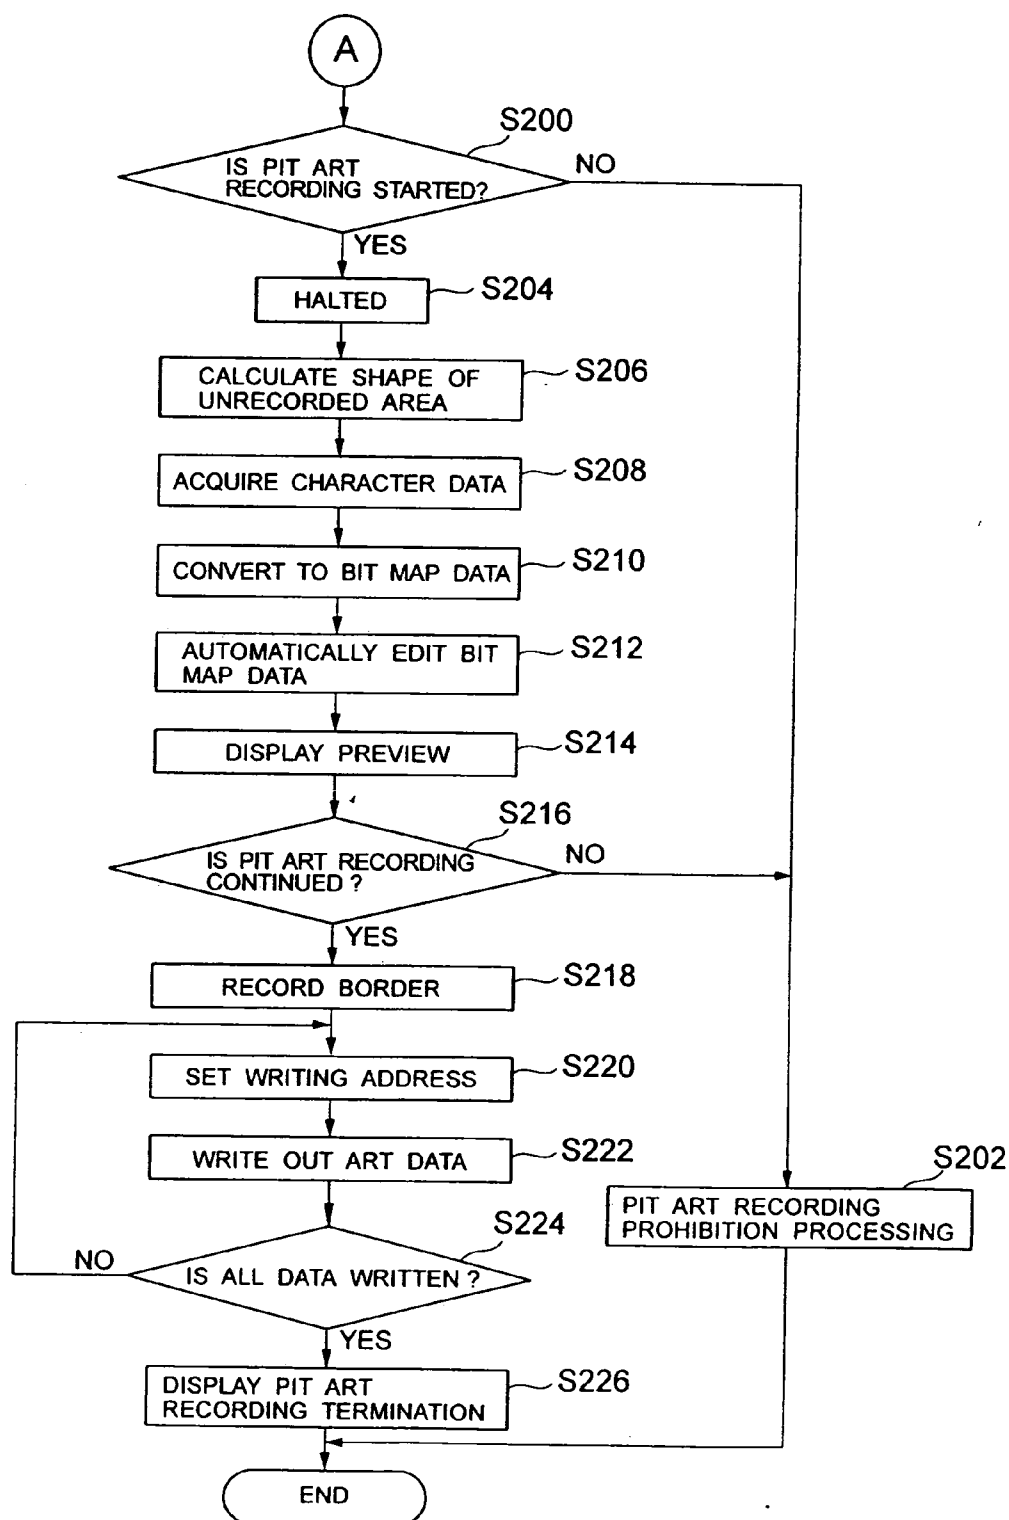 A
S200
IS PIT ART
RECORDING STARTED?
NO
YES
HALTED
S204
CALCULATE SHAPE OF
UNRECORDED AREA
S206
ACQUIRE CHARACTER DATA
S208
CONVERT TO BIT MAP DATA
S210
AUTOMATICALLY EDIT BIT
MAP DATA
S212
DISPLAY PREVIEW
S214
S216
IS PIT ART RECORDING
CONTINUED ?
NO
YES
RECORD BORDER
S218
SET WRITING ADDRESS
S220
WRITE OUT ART DATA
S222
S202
PIT ART RECORDING
PROHIBITION PROCESSING
S224
NO
IS ALL DATA WRITTEN ?
YES
DISPLAY PIT ART
RECORDING TERMINATION
S226
END